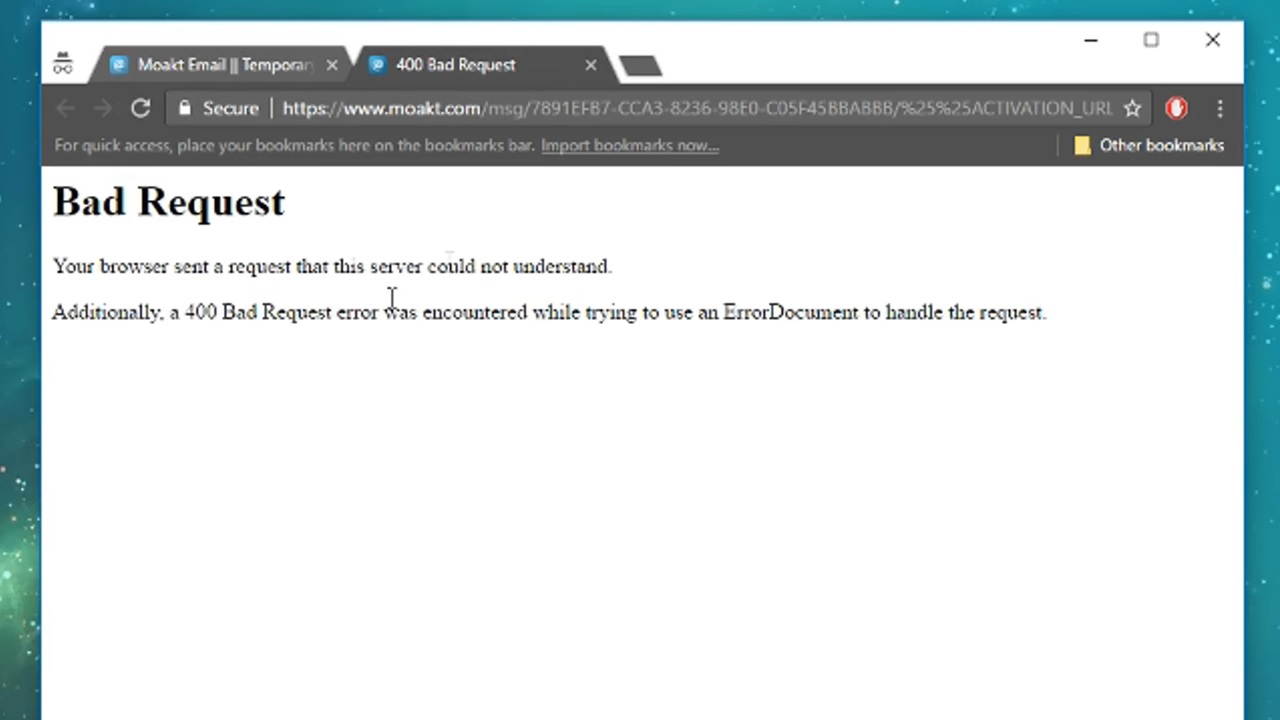 Moakt Email || Temporar
400 Bad Request
Secure | https://www.moakt.com/msg/7891EFB7-CCA3-8236-98E0-C05F45BBABBB/%25%25ACTIVATION_URL
For quick access, place your bookmarks here on the bookmarks bar. Import bookmarks now...
Other bookmarks
Bad Request
Your browser sent a request that this server could not understand.
Additionally, a 400 Bad Request error was encountered while trying to use an ErrorDocument to handle the request.